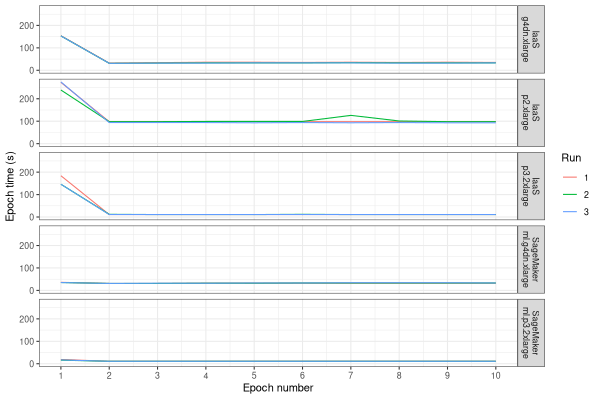 200
100
0
IaaS
g4dn.xlarge
200
100
0
IaaS
p2.xlarge
200
100
0
IaaS
p3.2xlarge
200
100
0
SageMaker
ml.g4dn.xlarge
200
100
0
SageMaker
ml.p3.2xlarge
Epoch time (s)
1 2 3 4 5 6 7 8 9 10
Epoch number
Run
1
2
3